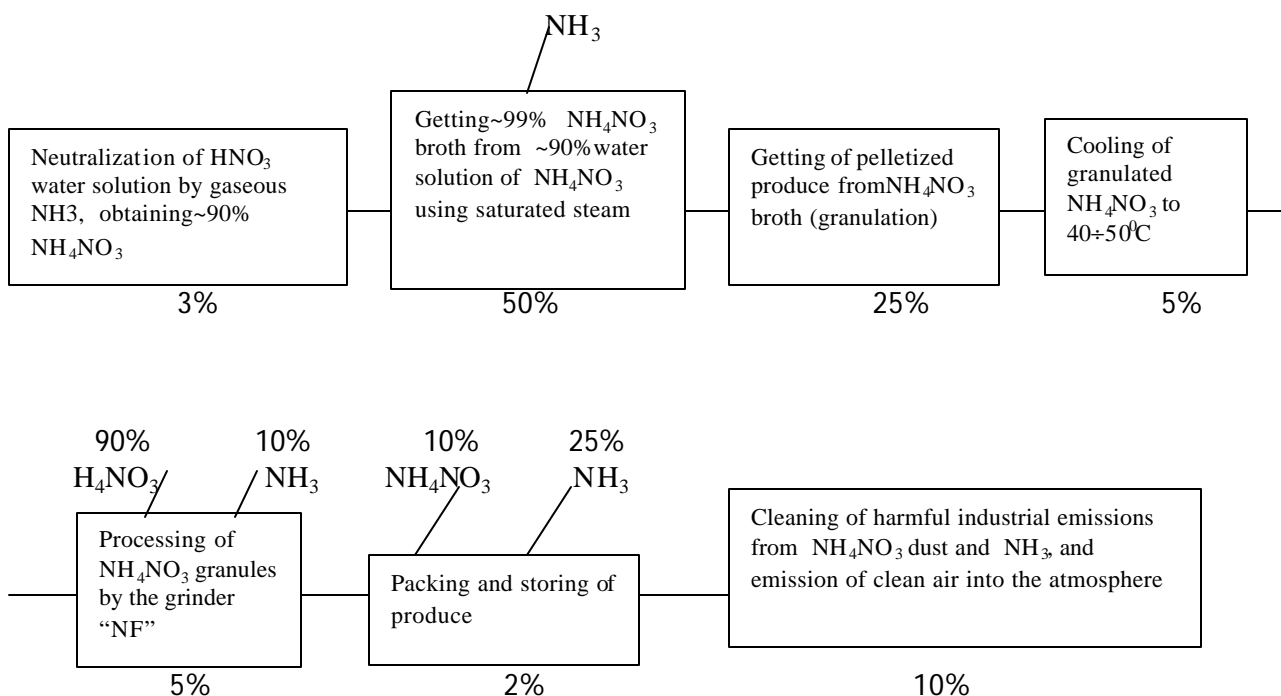 NH₃
Neutralization of HNO₃
water solution by gaseous
NH3, obtaining~90%
NH₄NO₃
3%
Getting~99% NH₄NO₃
broth from ~90%water
solution of NH₄NO₃
using saturated steam
50%
Getting of pelletized
produce fromNH₄NO₃
broth (granulation)
25%
Cooling of
granulated
NH₄NO₃ to
40÷50⁰C
5%
90%
H₄NO₃
10%
NH₃
Processing of
NH₄NO₃ granules
by the grinder
“NF”
5%
10%
NH₄NO₃
25%
NH₃
Packing and storing of
produce
2%
Cleaning of harmful industrial emissions
from NH₄NO₃ dust and NH₃, and
emission of clean air into the atmosphere
10%